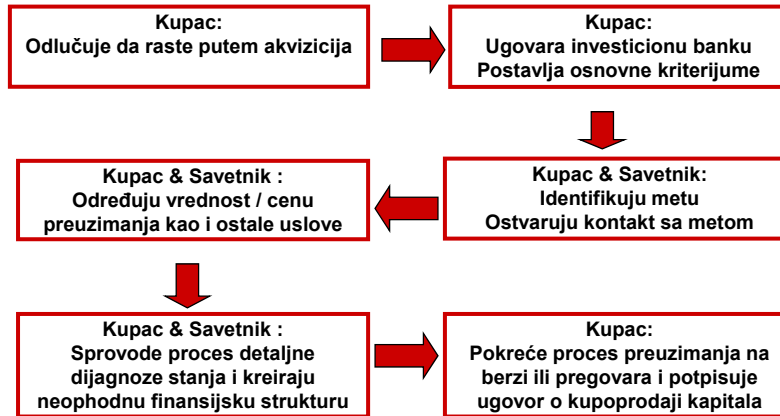 Kupac:
Odlučuje da raste putem akvizicija
Kupac:
Ugovara investicionu banku
Postavlja osnovne kriterijume
Kupac & Savetnik:
Identifikuju metu
Ostvaruju kontakt sa metom
Kupac & Savetnik :
Određuju vrednost / cenu
preuzimanja kao i ostale uslove
Kupac & Savetnik :
Sprovode proces detaljne
dijagnoze stanja i kreiraju
neophodnu finansijsku strukturu
Kupac:
Pokreće proces preuzimanja na
berzi ili pregovara i potpisuje
ugovor o kupoprodaji kapitala